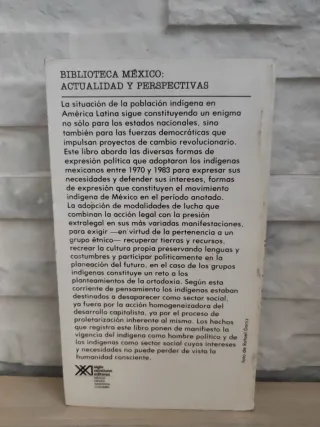 BIBLIOTECA MÉXICO:
ACTUALIDAD Y PERSPECTIVAS
La situación de la población indígena en
América Latina sigue constituyendo un enigma
no sólo para los estados nacionales, sino
también para las fuerzas democráticas que
impulsan proyectos de cambio revolucionario.
Este libro aborda las diversas formas de
expresión política que adoptaron los indígenas
mexicanos entre 1970 y 1983 para expresar sus
necesidades y defender sus intereses, formas
de expresión que constituyen el movimiento
indígena de México en el período anotado.
La adopción de modalidades de lucha que
combinan la acción legal con la presión
extralegal en sus más variadas manifestaciones,
para exigir —en virtud de la pertenencia a un
grupo étnico— recuperar tierras y recursos,
recrear la cultura propia preservando lenguas y
costumbres y participar políticamente en la
planeación del futuro, en el caso de los grupos
indígenas constituye un reto a los
planteamientos de la ortodoxia. Según esta
corriente de pensamiento los indígenas estaban
destinados a desaparecer como sector social,
ya fuera por la acción homogeneizadora del
desarrollo capitalista, ya por el proceso de
proletarización inherente al mismo. Los hechos
que registra este libro ponen de manifiesto la
vigencia del indígena como hombre político y de
los indígenas como sector social cuyos intereses
y necesidades no puede perder de vista la
humanidad consciente.
siglo
veintiuno
editores